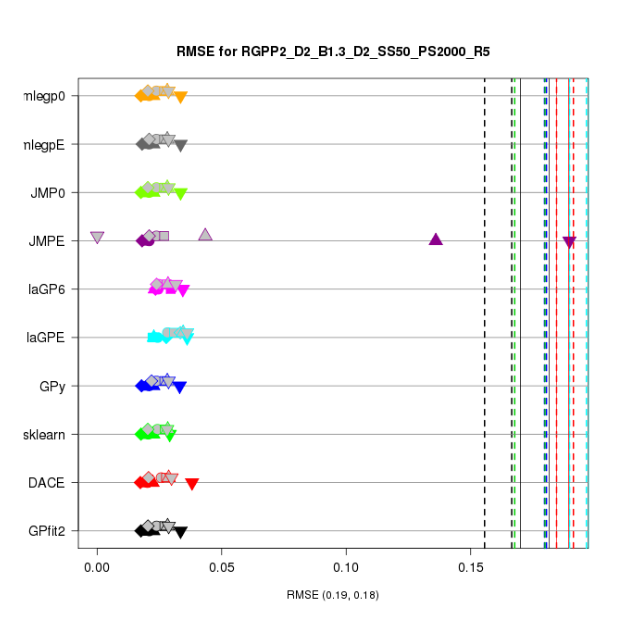 RMSE for RGPP2_D2_B1.3_D2_SS50_PS2000_R5
mlegp0
mlegpE
JMP0
JMPE
laGP6
laGPE
GPy
sklearn
DACE
GPfit2
0.00 0.05 0.10 0.15
RMSE (0.19, 0.18)